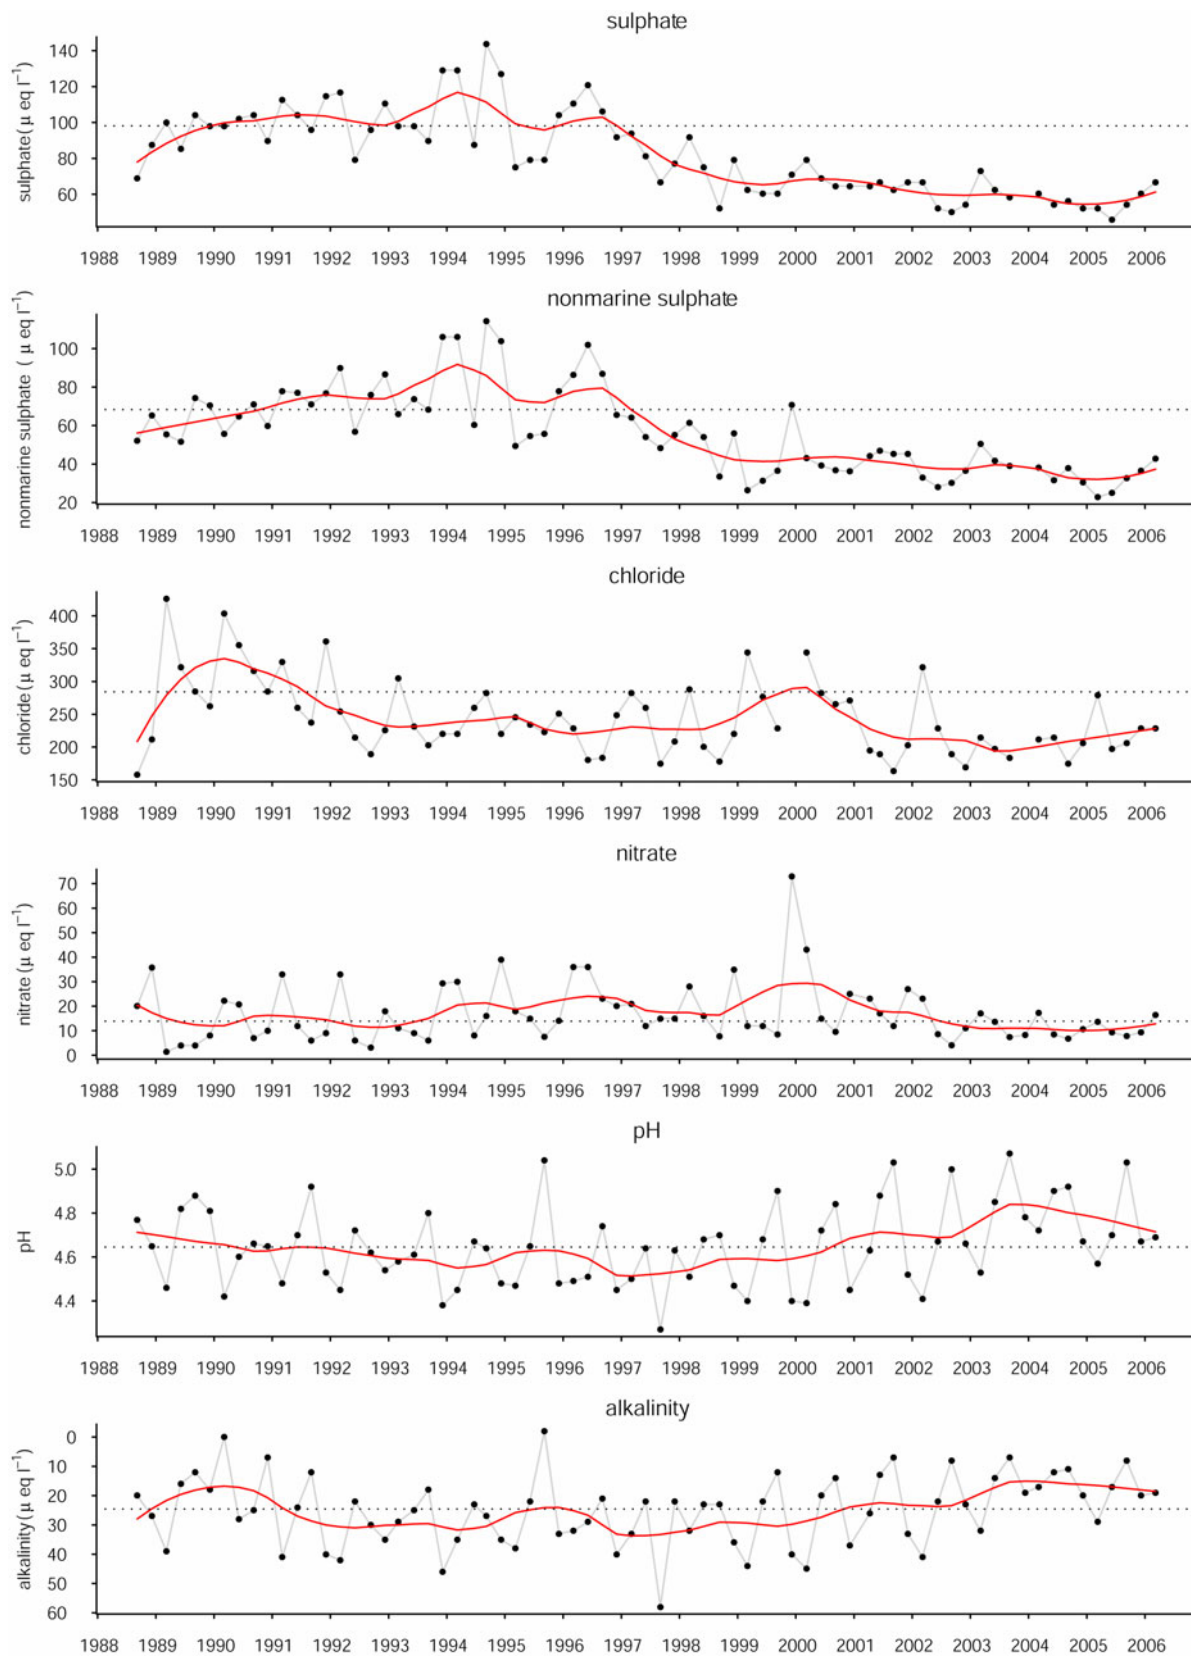 sulphate
sulphate (μ eq l⁻¹)
140
120
100
80
60
1988 1989 1990 1991 1992 1993 1994 1995 1996 1997 1998 1999 2000 2001 2002 2003 2004 2005 2006
nonmarine sulphate
nonmarine sulphate ( μ eq l⁻¹)
100
80
60
40
20
1988 1989 1990 1991 1992 1993 1994 1995 1996 1997 1998 1999 2000 2001 2002 2003 2004 2005 2006
chloride
chloride (μ eq l⁻¹)
400
350
300
250
200
150
1988 1989 1990 1991 1992 1993 1994 1995 1996 1997 1998 1999 2000 2001 2002 2003 2004 2005 2006
nitrate
nitrate (μ eq l⁻¹)
70
60
50
40
30
20
10
0
1988 1989 1990 1991 1992 1993 1994 1995 1996 1997 1998 1999 2000 2001 2002 2003 2004 2005 2006
pH
pH
5.0
4.8
4.6
4.4
1988 1989 1990 1991 1992 1993 1994 1995 1996 1997 1998 1999 2000 2001 2002 2003 2004 2005 2006
alkalinity
alkalinity (μ eq l⁻¹)
0
10
20
30
40
50
60
1988 1989 1990 1991 1992 1993 1994 1995 1996 1997 1998 1999 2000 2001 2002 2003 2004 2005 2006